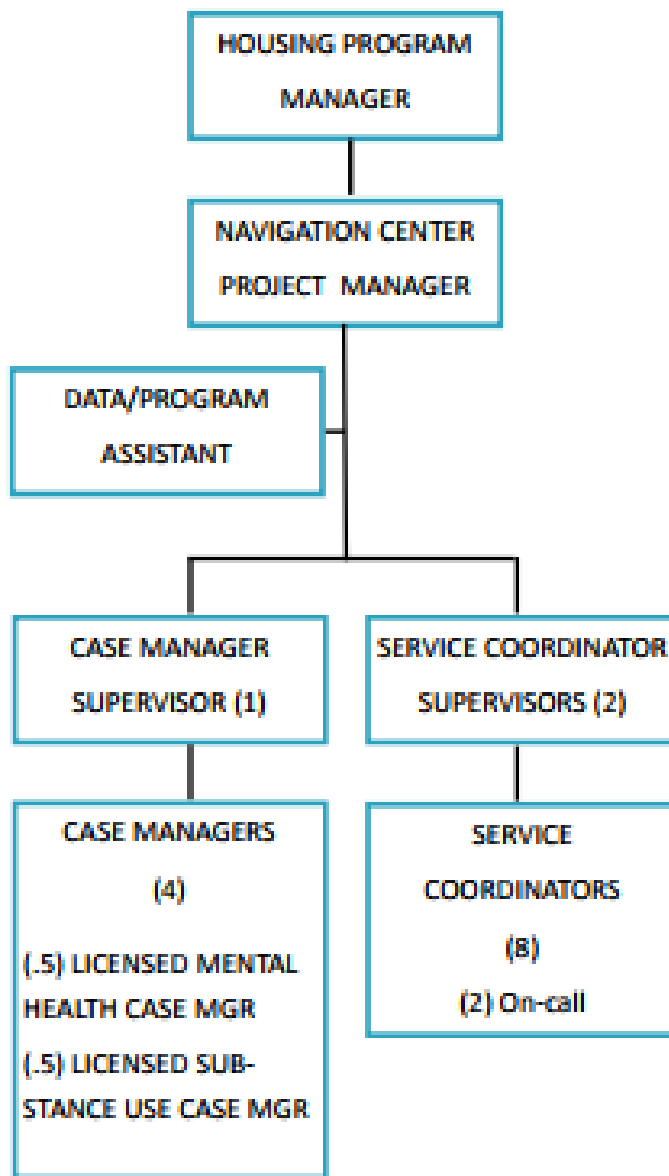 HOUSING PROGRAM
MANAGER
NAVIGATION CENTER
PROJECT MANAGER
DATA/PROGRAM
ASSISTANT
CASE MANAGER
SUPERVISOR (1)
SERVICE COORDINATOR
SUPERVISORS (2)
CASE MANAGERS
(4)
(.5) LICENSED MENTAL
HEALTH CASE MGR
(.5) LICENSED SUB-
STANCE USE CASE MGR
SERVICE
COORDINATORS
(8)
(2) On-call